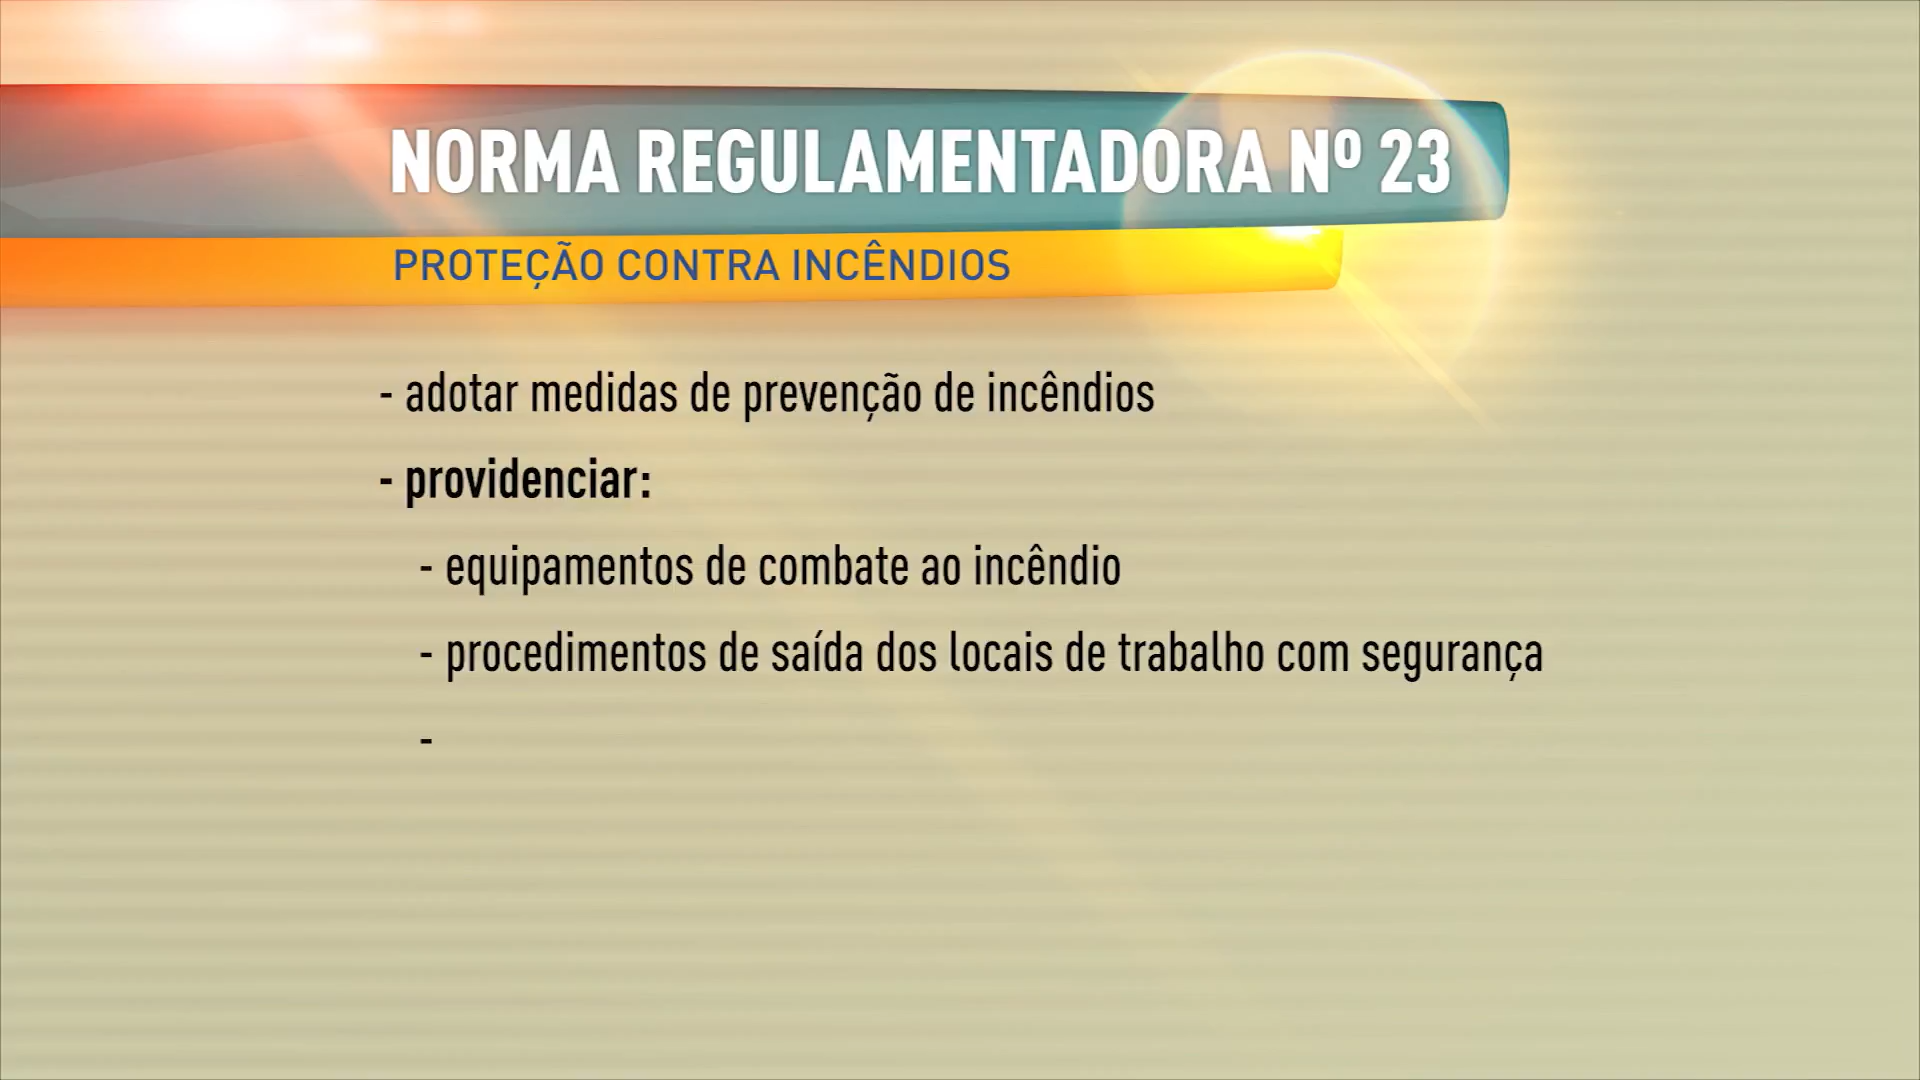 NORMA REGULAMENTADORA Nº 23
PROTEÇÃO CONTRA INCÊNDIOS
- adotar medidas de prevenção de incêndios
- providenciar:
- equipamentos de combate ao incêndio
- procedimentos de saída dos locais de trabalho com segurança
-